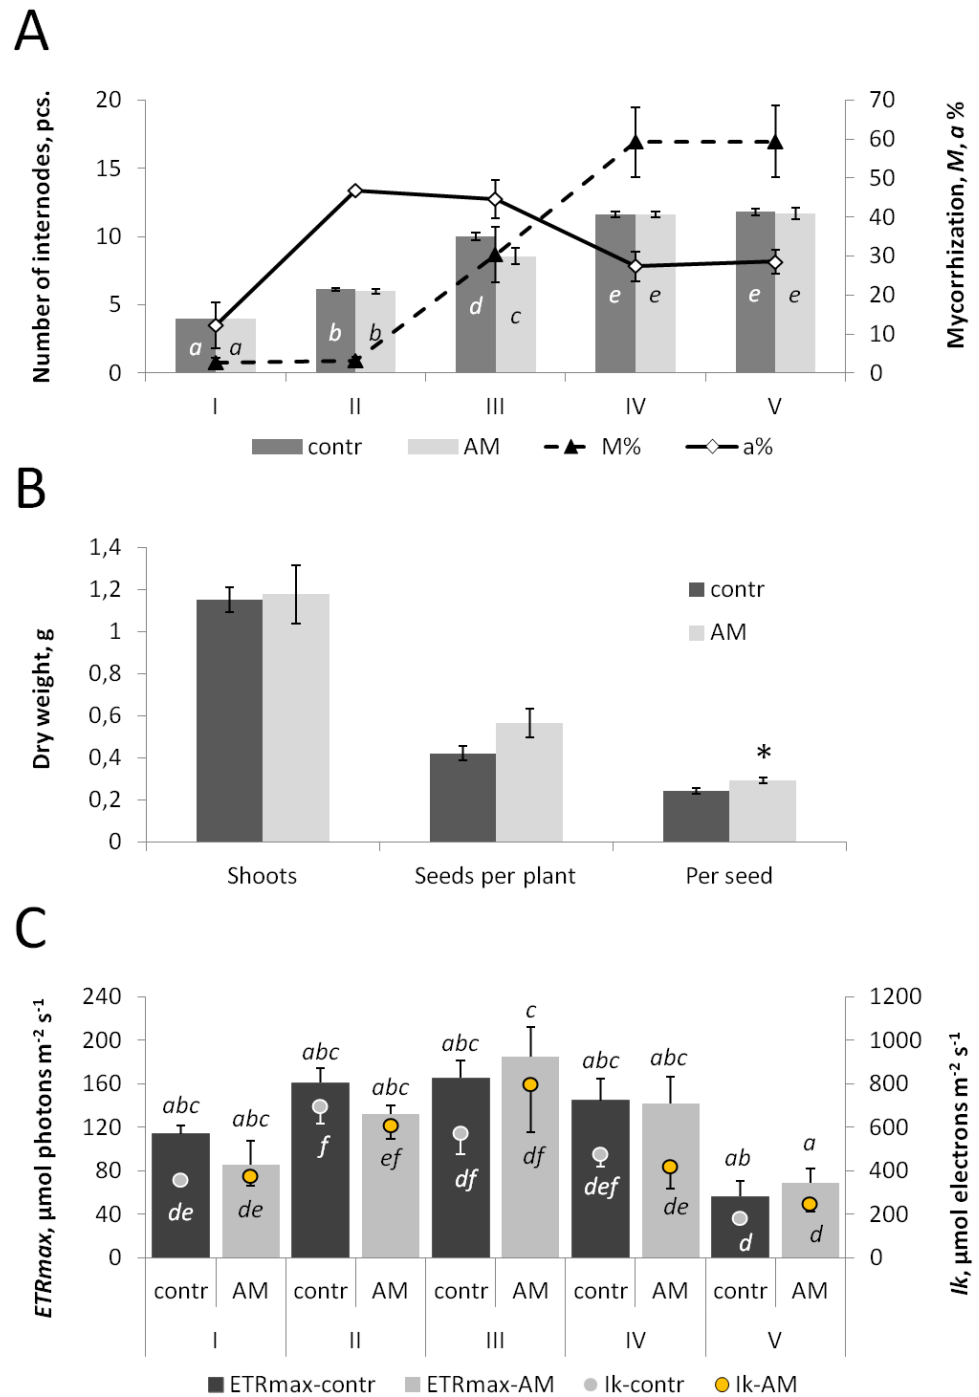 A
Number of internodes, pcs.
20
15
10
5
0
a a b b d c e e e e
70
60
50
40
30
20
10
0
Mycorrhization, M, a %
I II III IV V
contr AM M% a%
B
Dry weight, g
1,4
1,2
1
0,8
0,6
0,4
0,2
0
contr
AM
*
Shoots Seeds per plant Per seed
C
ETRmax, µmol photons m-2 s-1
240
200
160
120
80
40
0
abc abc abc abc abc c abc abc ab a
de de f ef df df def de d d
1200
1000
800
600
400
200
0
Ik, µmol electrons m-2 s-1
contr AM contr AM contr AM contr AM contr AM
I II III IV V
ETRmax-contr ETRmax-AM Ik-contr Ik-AM